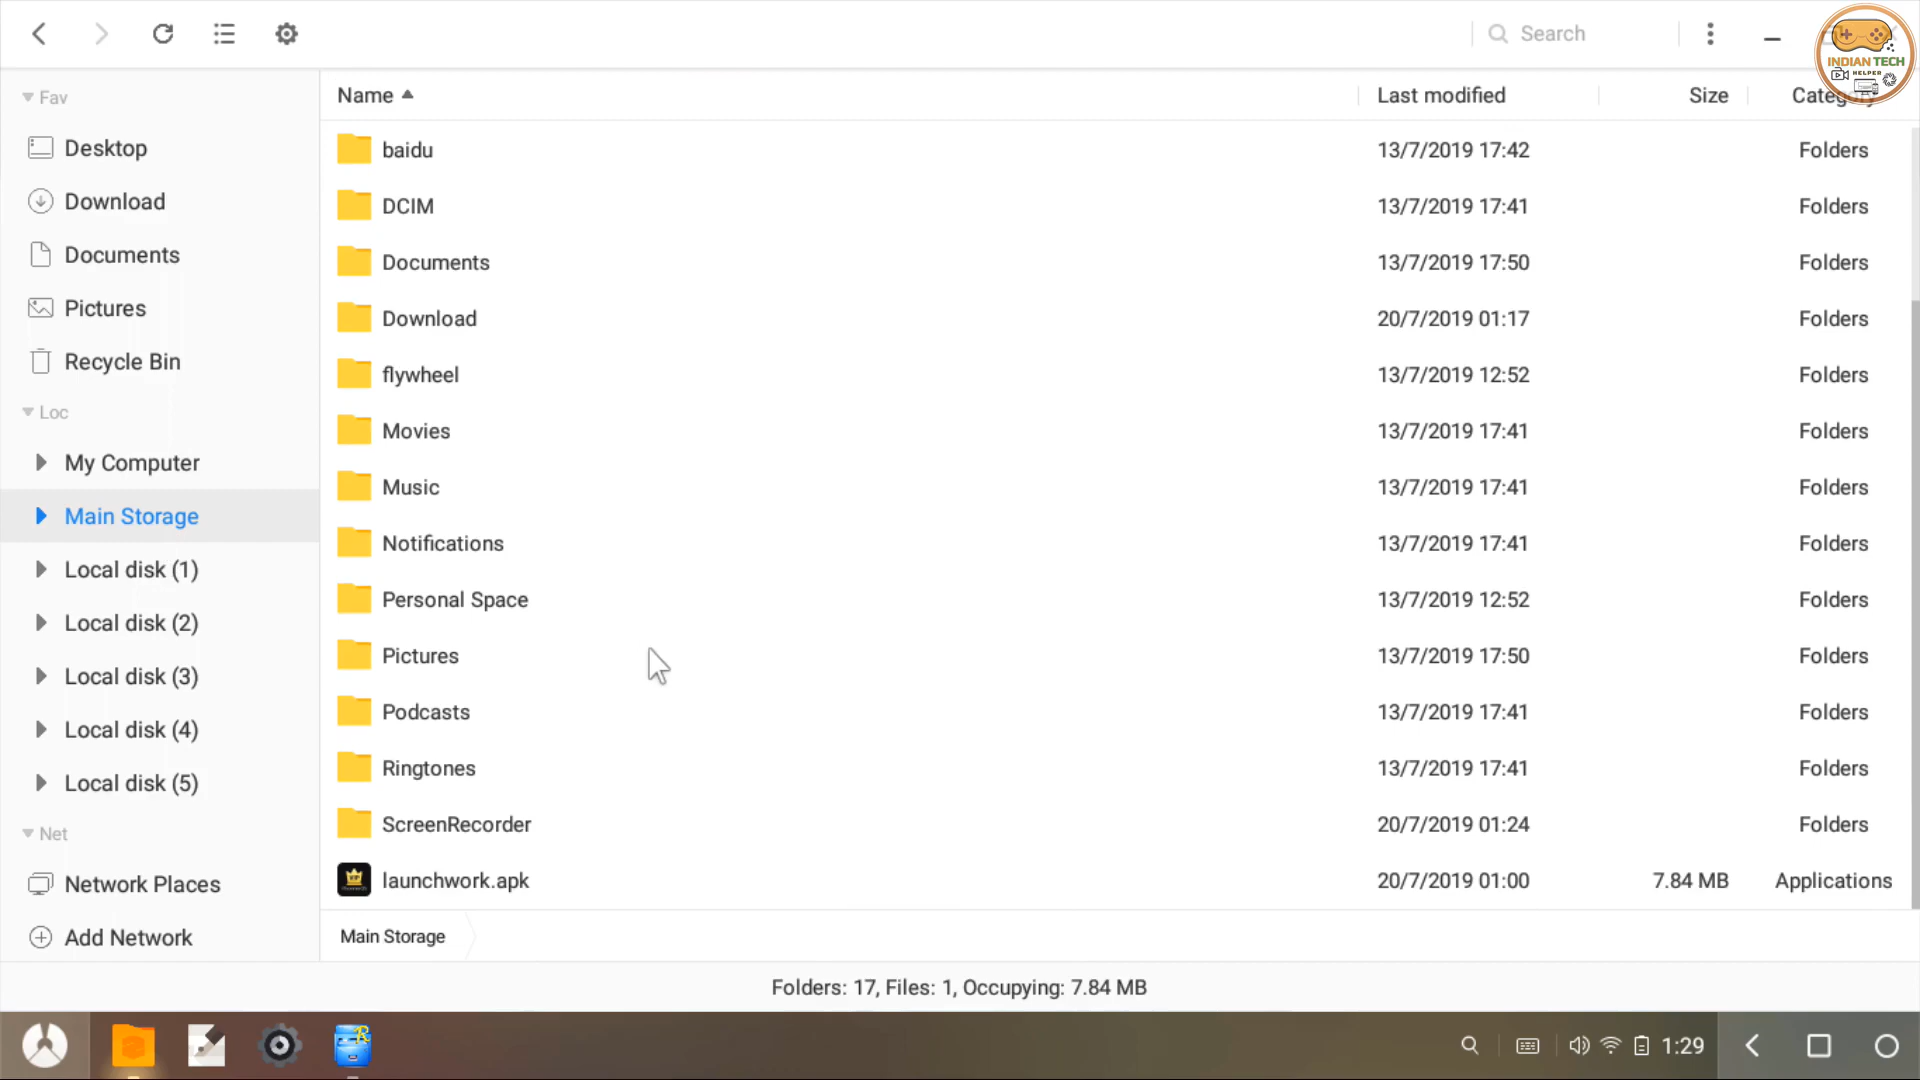 Search
INDIAN TECH
HELPER
Fav
Desktop
Download
Documents
Pictures
Recycle Bin
Loc
My Computer
Main Storage
Local disk (1)
Local disk (2)
Local disk (3)
Local disk (4)
Local disk (5)
Net
Network Places
Add Network
Name Last modified Size Category
baidu 13/7/2019 17:42 Folders
DCIM 13/7/2019 17:41 Folders
Documents 13/7/2019 17:50 Folders
Download 20/7/2019 01:17 Folders
flywheel 13/7/2019 12:52 Folders
Movies 13/7/2019 17:41 Folders
Music 13/7/2019 17:41 Folders
Notifications 13/7/2019 17:41 Folders
Personal Space 13/7/2019 12:52 Folders
Pictures 13/7/2019 17:50 Folders
Podcasts 13/7/2019 17:41 Folders
Ringtones 13/7/2019 17:41 Folders
ScreenRecorder 20/7/2019 01:24 Folders
launchwork.apk 20/7/2019 01:00 7.84 MB Applications
Main Storage
Folders: 17, Files: 1, Occupying: 7.84 MB
1:29